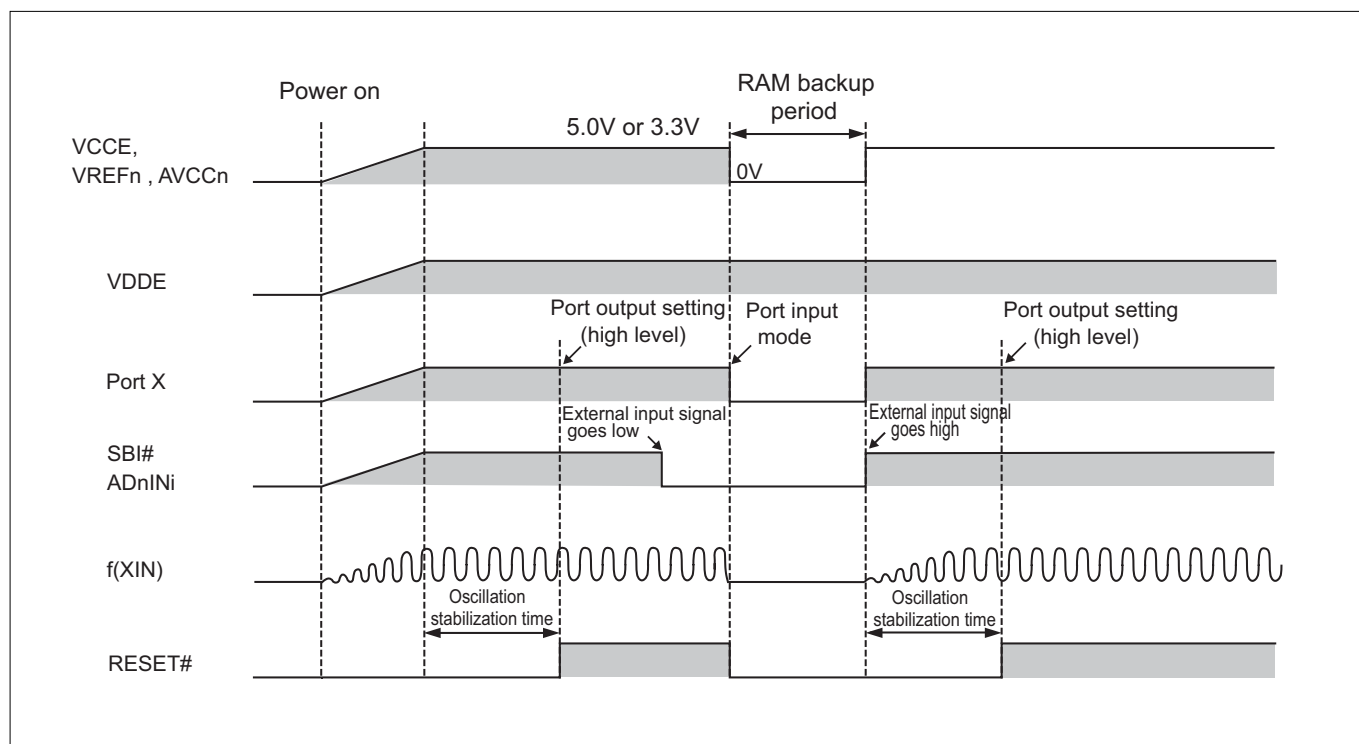 Power on
RAM backup
period
5.0V or 3.3V
VCCE,
VREFn , AVCCn
0V
VDDE
Port output setting
(high level)
Port input
mode
Port output setting
(high level)
Port X
External input signal
goes low
External input signal
goes high
SBI#
ADnINi
f(XIN)
Oscillation
stabilization time
Oscillation
stabilization time
RESET#